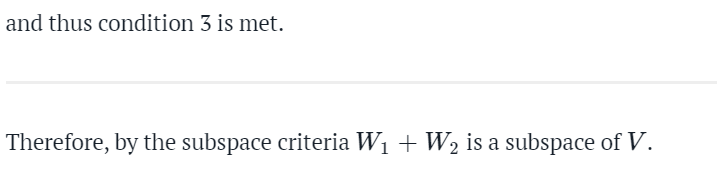 and thus condition 3 is met.
Therefore, by the subspace criteria W₁ + W₂ is a subspace of V.